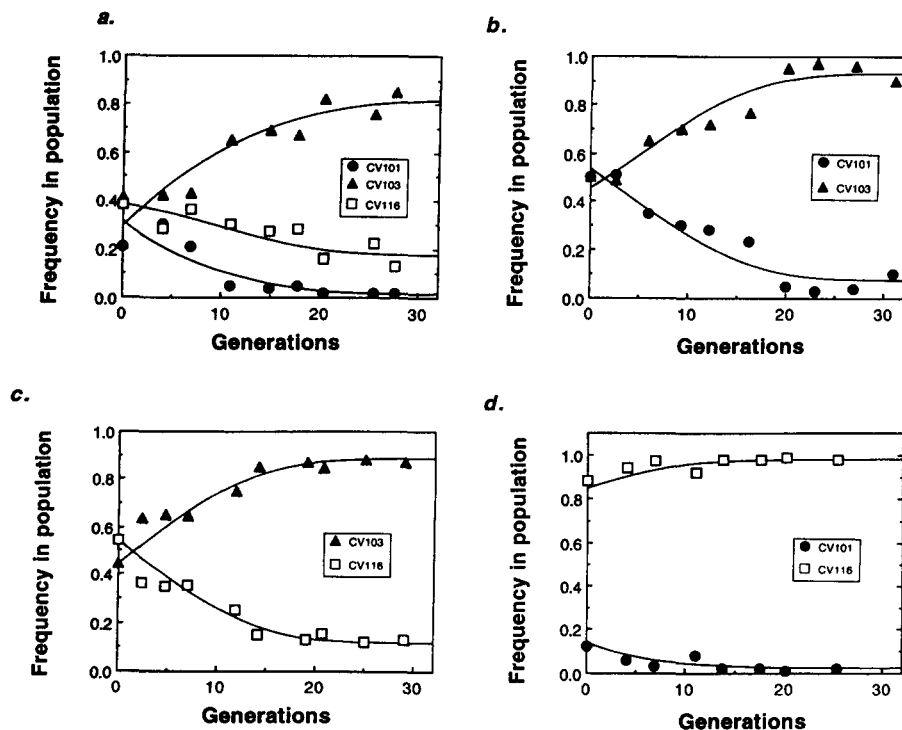 a.
Frequency in population
1.0
0.8
0.6
0.4
0.2
0.0
0
10
20
30
Generations
CV101
CV103
CV116
b.
Frequency in population
1.0
0.8
0.6
0.4
0.2
0.0
0
10
20
30
Generations
CV101
CV103
c.
Frequency in population
1.0
0.8
0.6
0.4
0.2
0.0
0
10
20
30
Generations
CV103
CV116
d.
Frequency in population
1.0
0.8
0.6
0.4
0.2
0.0
0
10
20
30
Generations
CV101
CV116